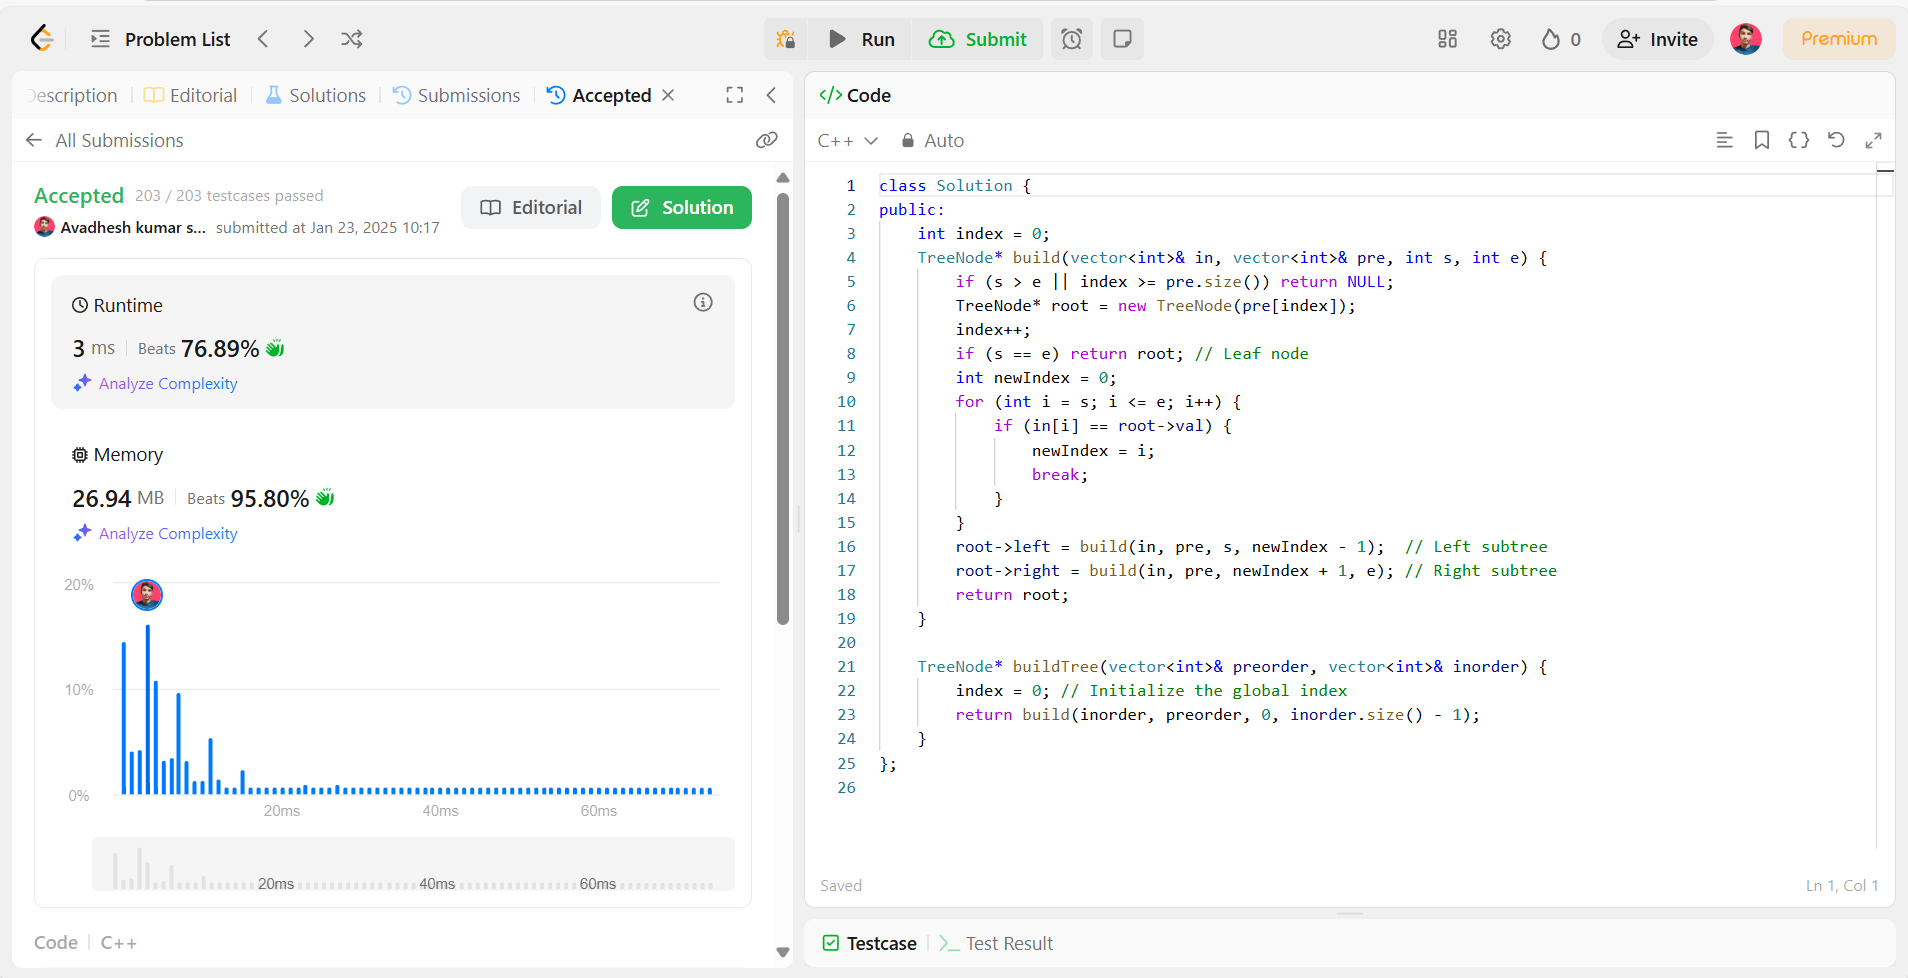 Problem List
Run
Submit
0
Invite
Premium
Description
Editorial
Solutions
Submissions
Accepted
All Submissions
Accepted 203 / 203 testcases passed
Avadhesh kumar s... submitted at Jan 23, 2025 10:17
Editorial
Solution
Runtime
3 ms Beats 76.89%
Analyze Complexity
Memory
26.94 MB Beats 95.80%
Analyze Complexity
20%
10%
0%
20ms 40ms 60ms
20ms 40ms 60ms
Code C++
</> Code
C++ Auto
1 class Solution {
2 public:
3     int index = 0;
4     TreeNode* build(vector<int>& in, vector<int>& pre, int s, int e) {
5         if (s > e || index >= pre.size()) return NULL;
6         TreeNode* root = new TreeNode(pre[index]);
7         index++;
8         if (s == e) return root; // Leaf node
9         int newIndex = 0;
10         for (int i = s; i <= e; i++) {
11             if (in[i] == root->val) {
12                 newIndex = i;
13                 break;
14             }
15         }
16         root->left = build(in, pre, s, newIndex - 1);  // Left subtree
17         root->right = build(in, pre, newIndex + 1, e); // Right subtree
18         return root;
19     }
20
21     TreeNode* buildTree(vector<int>& preorder, vector<int>& inorder) {
22         index = 0; // Initialize the global index
23         return build(inorder, preorder, 0, inorder.size() - 1);
24     }
25 };
26
Saved
Ln 1, Col 1
Testcase
Test Result